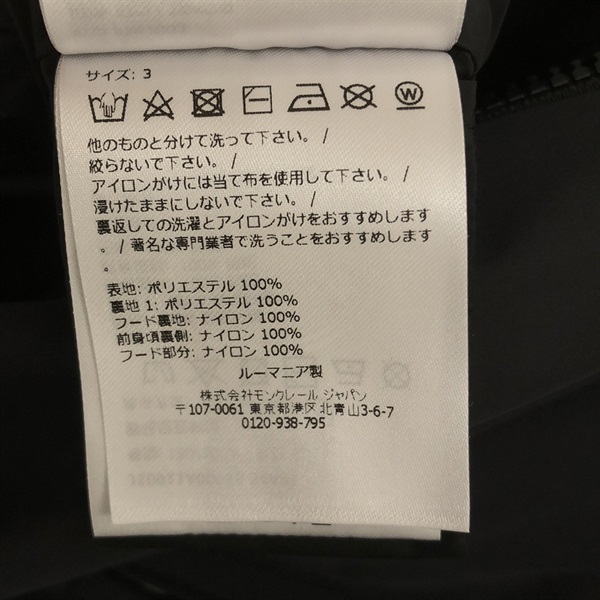 サイズ: 3
他のものと分けて洗って下さい。 /
絞らないで下さい。 /
アイロンがけには当て布を使用して下さい。 /
浸けたままにしないで下さい。 /
裏返しての洗濯とアイロンがけをおすすめします
。 / 著名な専門業者で洗うことをおすすめします
。
表地: ポリエステル 100%
裏地 1: ポリエステル 100%
フード裏地: ナイロン 100%
前身頃裏側: ナイロン 100%
フード部分: ナイロン 100%
ルーマニア製
株式会社モンクレール ジャパン
〒107-0061 東京都港区北青山3-6-7
0120-938-795